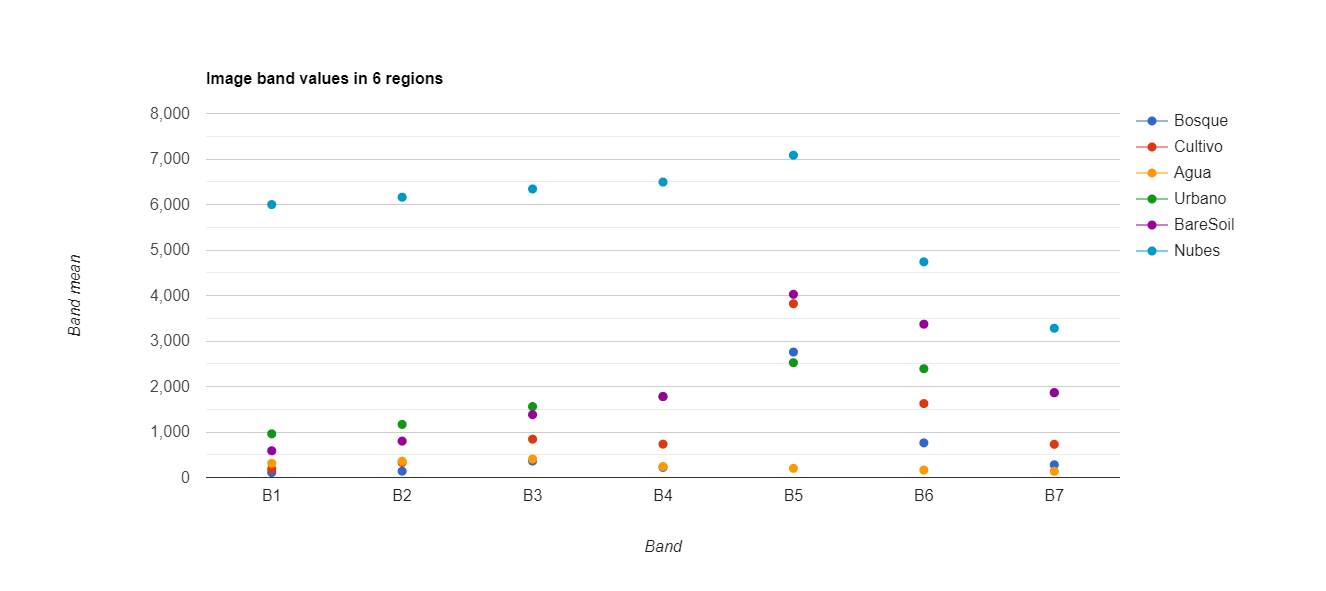 Image band values in 6 regions
8,000
7,000
6,000
5,000
4,000
3,000
2,000
1,000
0
Band mean
B1 B2 B3 B4 B5 B6 B7
Band
Bosque
Cultivo
Agua
Urbano
BareSoil
Nubes